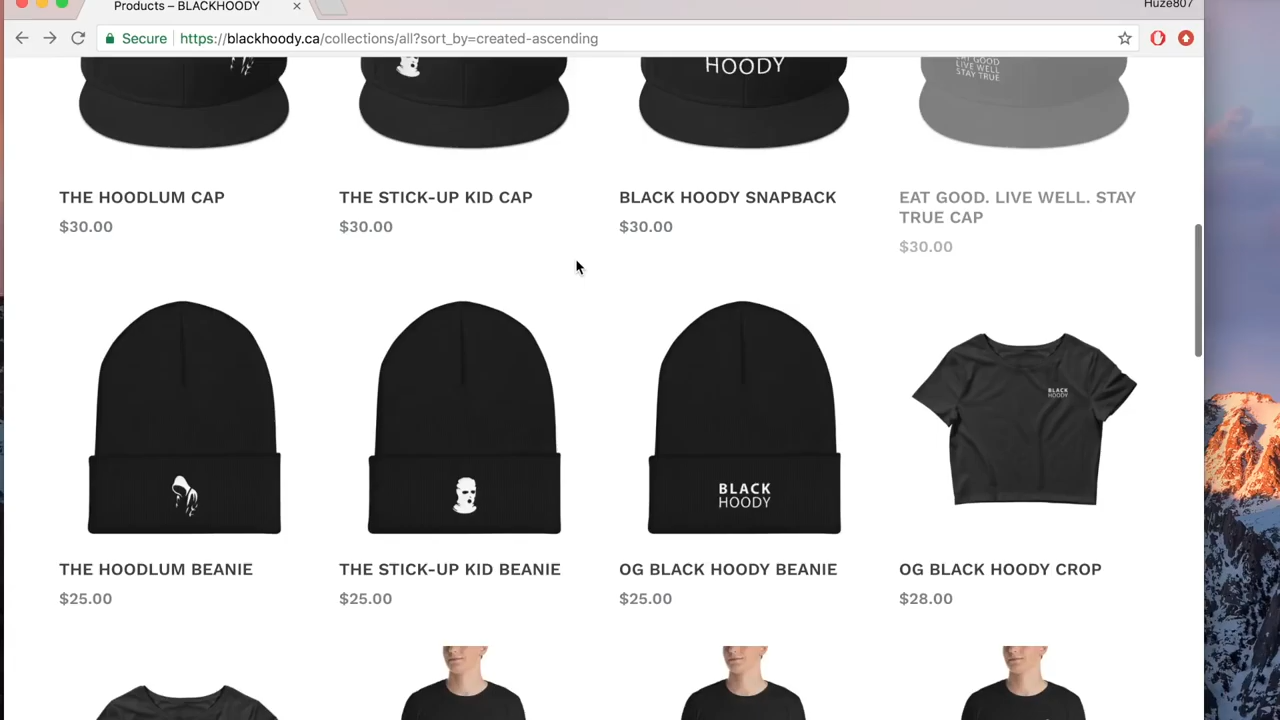 Products – BLACKHOODY
Huze807
Secure https://blackhoody.ca/collections/all?sort_by=created-ascending
HOODY
EAT GOOD
LIVE WELL
STAY TRUE
THE HOODLUM CAP
$30.00
THE STICK-UP KID CAP
$30.00
BLACK HOODY SNAPBACK
$30.00
EAT GOOD. LIVE WELL. STAY
TRUE CAP
$30.00
BLACK
HOODY
BLACK
HOODY
THE HOODLUM BEANIE
$25.00
THE STICK-UP KID BEANIE
$25.00
OG BLACK HOODY BEANIE
$25.00
OG BLACK HOODY CROP
$28.00